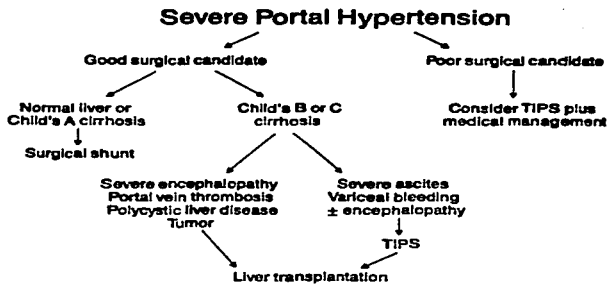 Severe Portal Hypertension
Good surgical candidate
Poor surgical candidate
Normal liver or
Child's A cirrhosis
Child's B or C
cirrhosis
Consider TIPS plus
medical management
Surgical shunt
Severe encephalopathy
Portal vein thrombosis
Polycystic liver disease
Tumor
Severe ascites
Variceal bleeding
± encephalopathy
TIPS
Liver transplantation